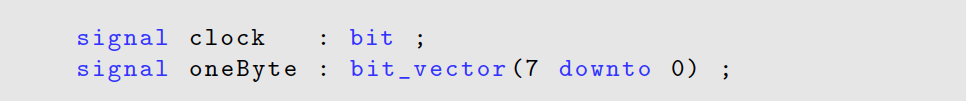 signal clock   : bit ;
signal oneByte : bit_vector(7 downto 0) ;